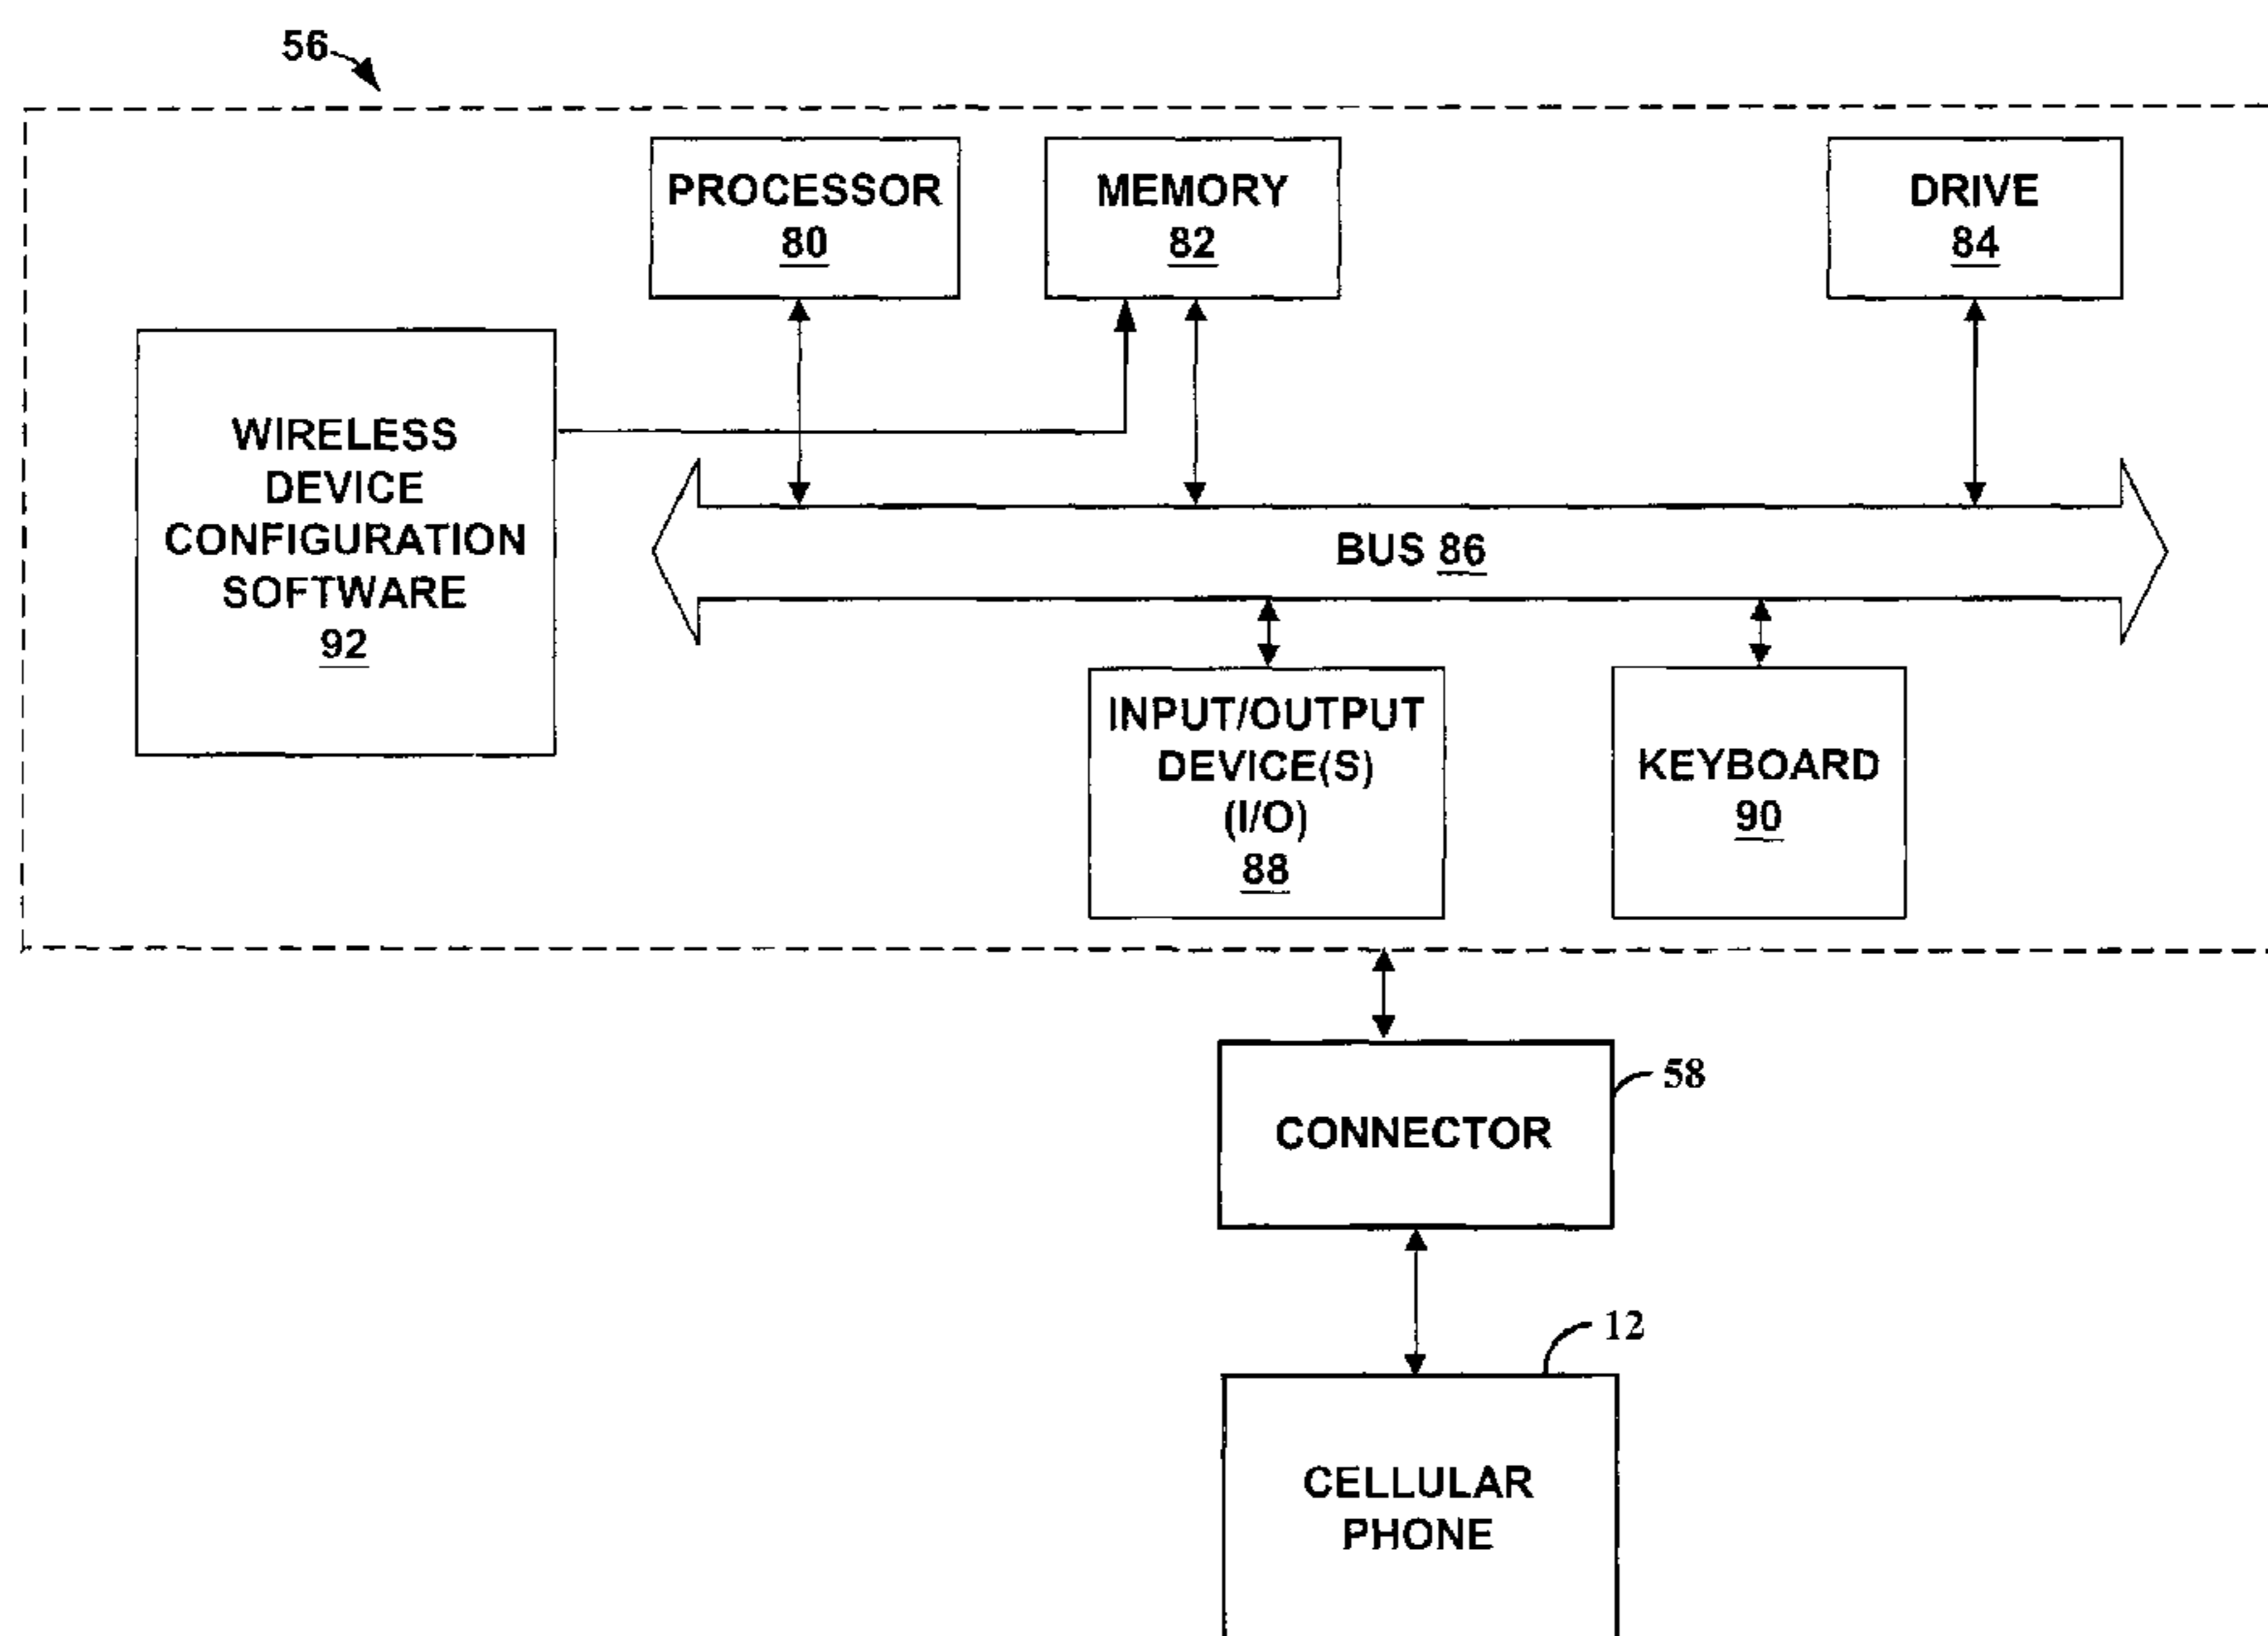 56
PROCESSOR
80
MEMORY
82
DRIVE
84
WIRELESS
DEVICE
CONFIGURATION
SOFTWARE
92
BUS 86
INPUT/OUTPUT
DEVICE(S)
(I/O)
88
KEYBOARD
90
CONNECTOR
58
12
CELLULAR
PHONE